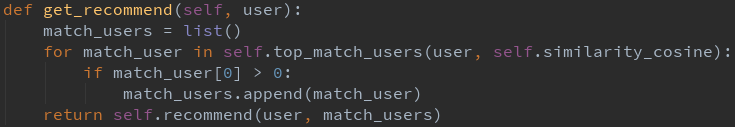 def get_recommend(self, user):
    match_users = list()
    for match_user in self.top_match_users(user, self.similarity_cosine):
        if match_user[0] > 0:
            match_users.append(match_user)
    return self.recommend(user, match_users)